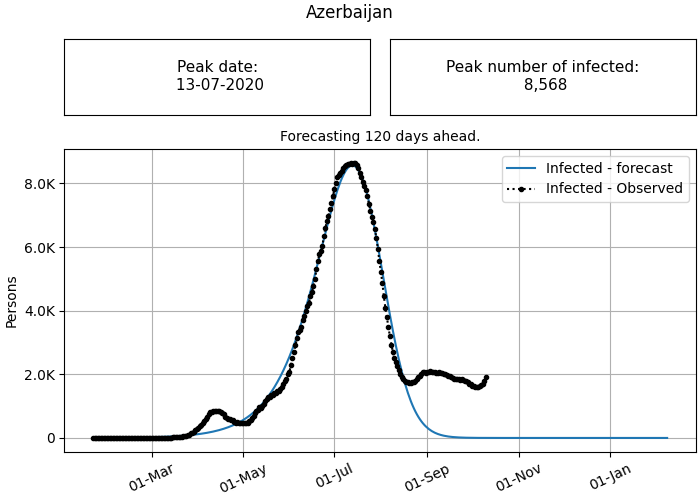 Azerbaijan
Peak date:
13-07-2020
Peak number of infected:
8,568
Forecasting 120 days ahead.
Infected - forecast
Infected - Observed
8.0K
6.0K
4.0K
2.0K
0
Persons
01-Mar
01-May
01-Jul
01-Sep
01-Nov
01-Jan